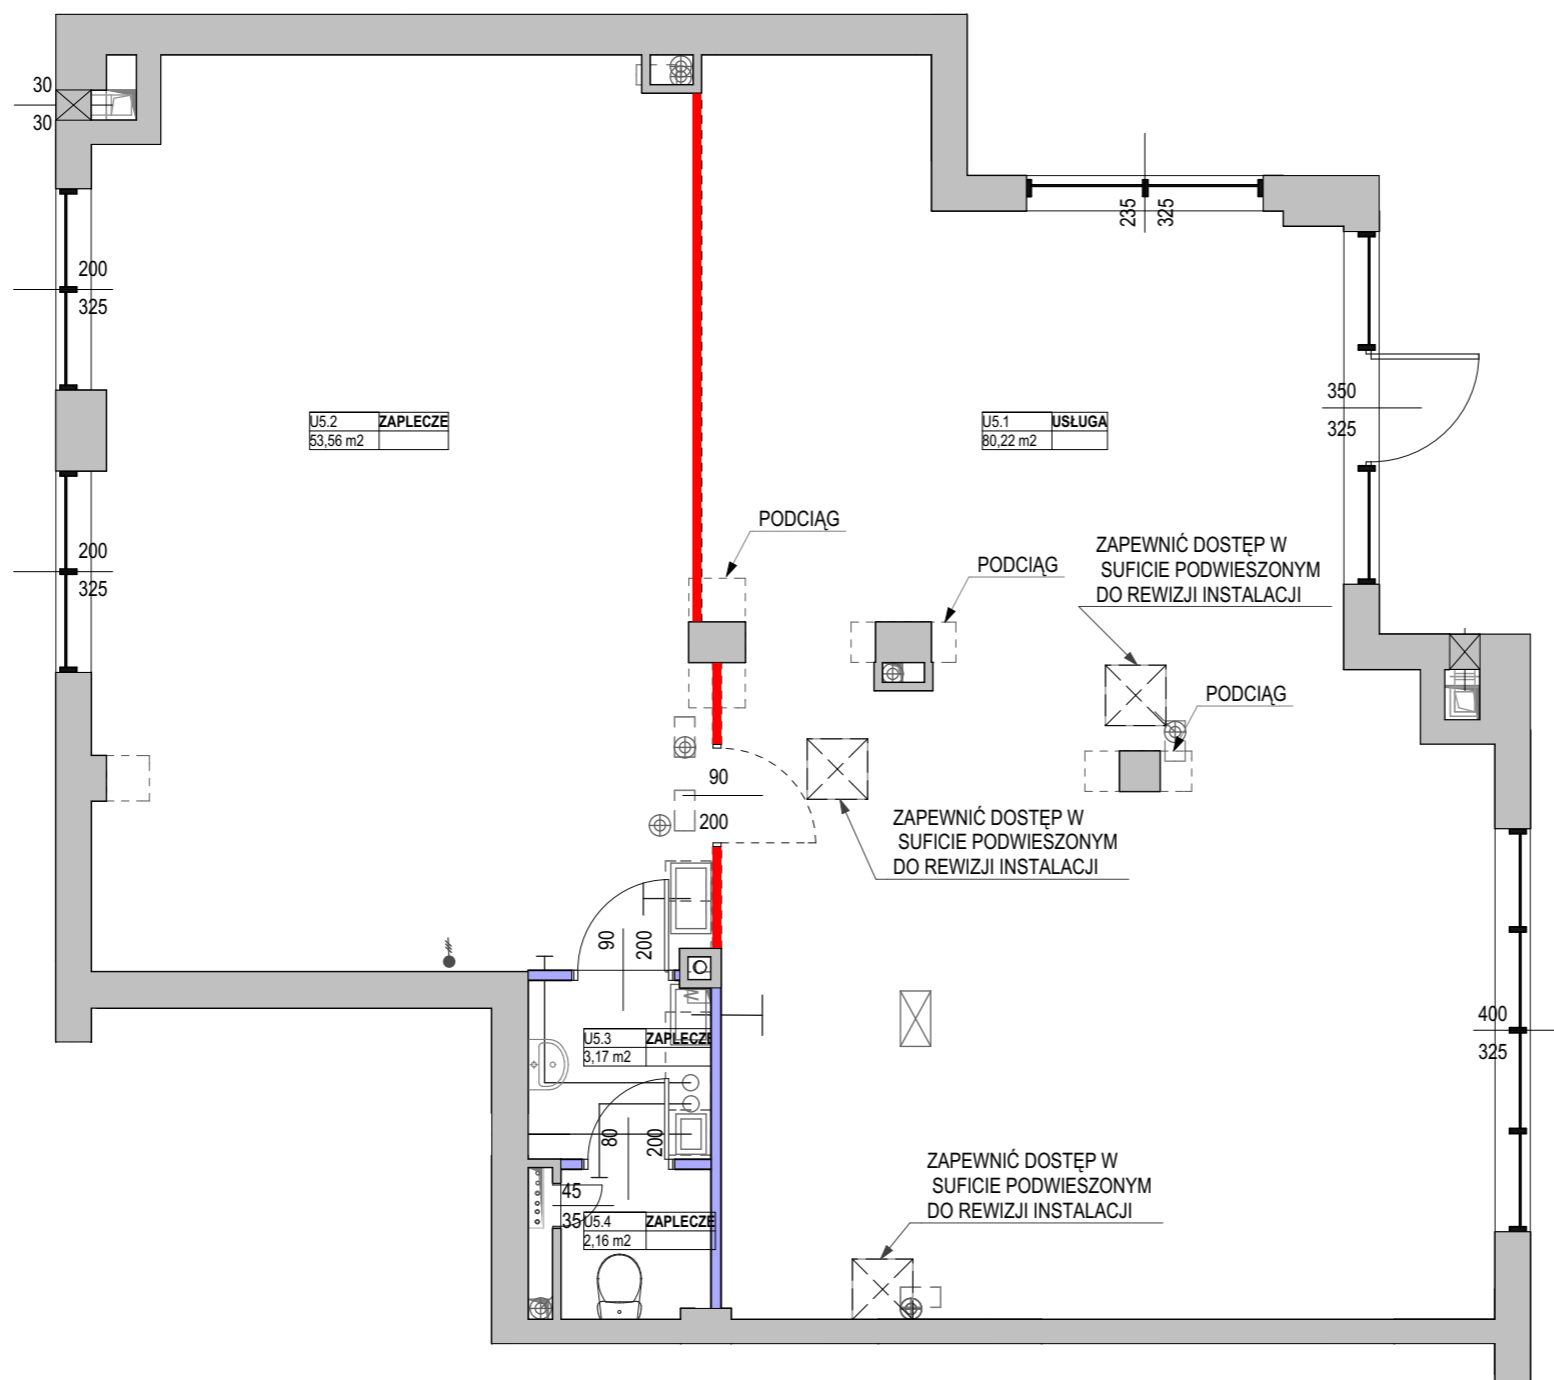 30
30
235
325
200
325
350
325
U5.2 ZAPLECZE
53,56 m2
U5.1 USŁUGA
80,22 m2
PODCIĄG
ZAPEWNIĆ DOSTĘP W
SUFICIE PODWIESZONYM
DO REWIZJI INSTALACJI
PODCIĄG
200
325
PODCIĄG
90
200
ZAPEWNIĆ DOSTĘP W
SUFICIE PODWIESZONYM
DO REWIZJI INSTALACJI
90
200
400
325
U5.3 ZAPLECZE
3,17 m2
80
200
ZAPEWNIĆ DOSTĘP W
SUFICIE PODWIESZONYM
DO REWIZJI INSTALACJI
45
35
U5.4 ZAPLECZE
2,16 m2